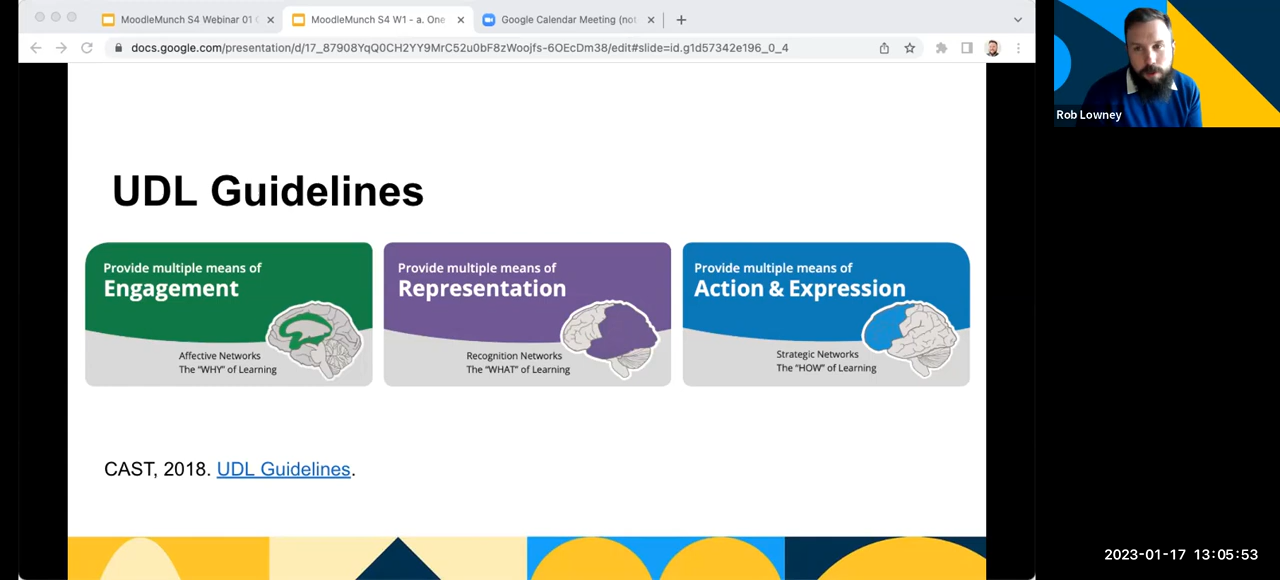 MoodleMunch S4 Webinar 01
MoodleMunch S4 W1 - a. One
Google Calendar Meeting (not
docs.google.com/presentation/d/17_87908YqQ0CH2YY9MrC52u0bF8zWoojfs-6OEcDm38/edit#slide=id.g1d57342e196_0_4
Rob Lowney
UDL Guidelines
Provide multiple means of
Engagement
Affective Networks
The “WHY” of Learning
Provide multiple means of
Representation
Recognition Networks
The “WHAT” of Learning
Provide multiple means of
Action & Expression
Strategic Networks
The “HOW” of Learning
CAST, 2018. UDL Guidelines.
2023-01-17 13:05:53